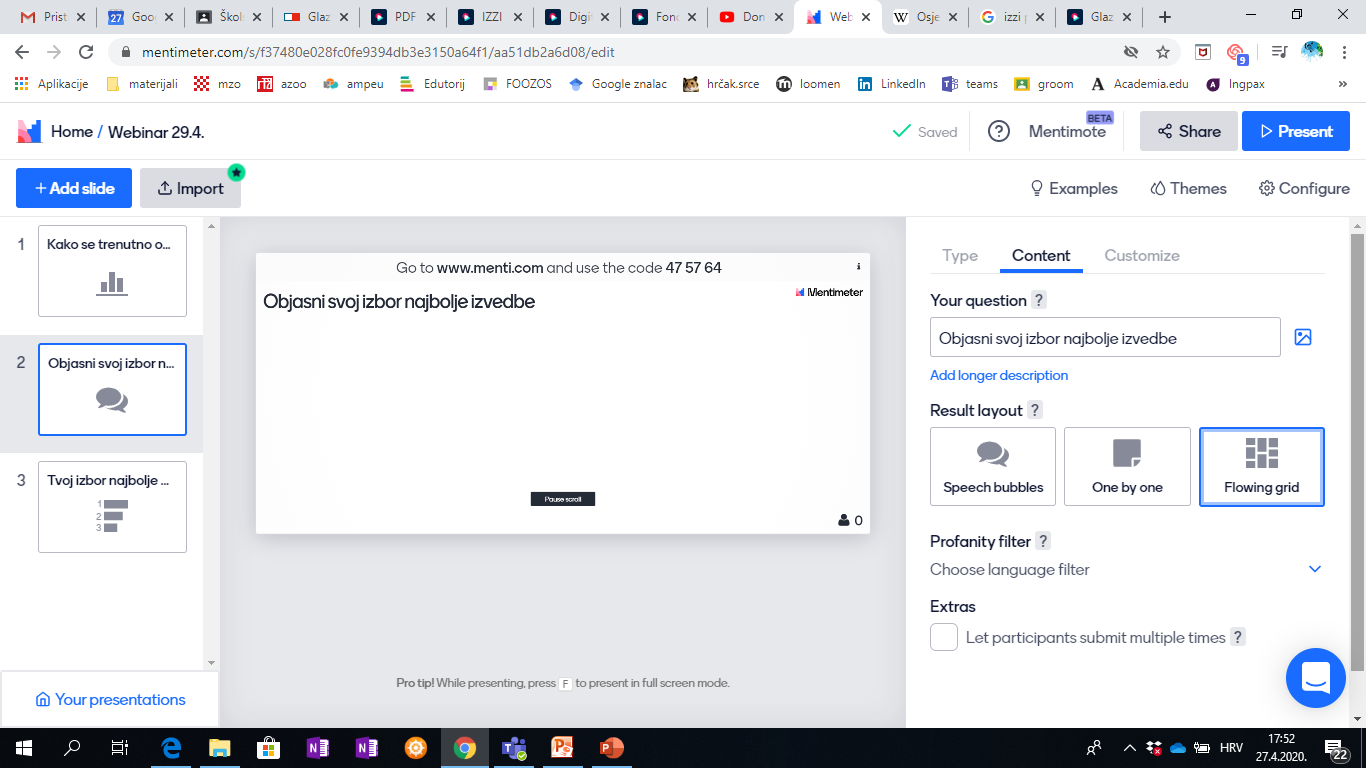 Prist
27
Goo
Škol
Glaz
PDF
IZZI
Digi
Fond
Don
Web
W
Osje
izzi p
Glaz
mentimeter.com/s/f37480e028fc0fe9394db3e3150a64f1/aa51db2a6d08/edit
9
Aplikacije
materijali
mzo
azoo
ampeu
Edutorij
FOOZOS
Google znalac
hrčak.srce
loomen
LinkedIn
teams
groom
Academia.edu
Ingpax
»
Home / Webinar 29.4.
Saved
?
Mentimote
BETA
Share
Present
+ Add slide
Import
Examples
Themes
Configure
1
Kako se trenutno o...
2
Objasni svoj izbor n...
3
Tvoj izbor najbolje ...
1
2
3
Your presentations
Go to www.menti.com and use the code 47 57 64
i
Objasni svoj izbor najbolje izvedbe
Mentimeter
Pause scroll
0
Pro tip! While presenting, press F to present in full screen mode.
Type
Content
Customize
Your question ?
Objasni svoj izbor najbolje izvedbe
Add longer description
Result layout ?
Speech bubbles
One by one
Flowing grid
Profanity filter ?
Choose language filter
Extras
Let participants submit multiple times ?
HRV
17:52
27.4.2020.
22